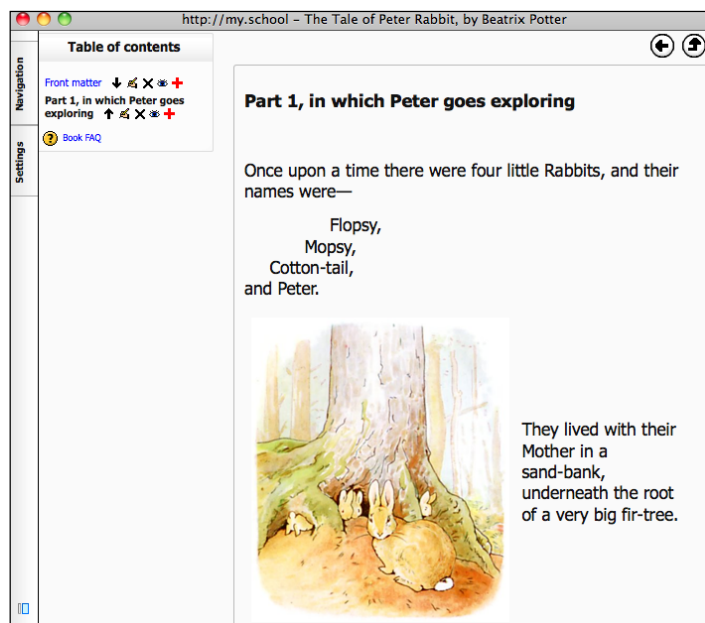 http://my.school – The Tale of Peter Rabbit, by Beatrix Potter
Navigation
Settings
Table of contents
Front matter
Part 1, in which Peter goes
exploring
? Book FAQ
Part 1, in which Peter goes exploring
Once upon a time there were four little Rabbits, and their
names were—
Flopsy,
Mopsy,
Cotton-tail,
and Peter.
They lived with their
Mother in a
sand-bank,
underneath the root
of a very big fir-tree.